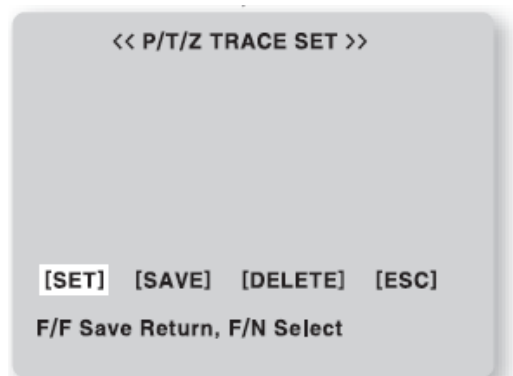 << P/T/Z TRACE SET >>
[SET] [SAVE] [DELETE] [ESC]
F/F Save Return, F/N Select